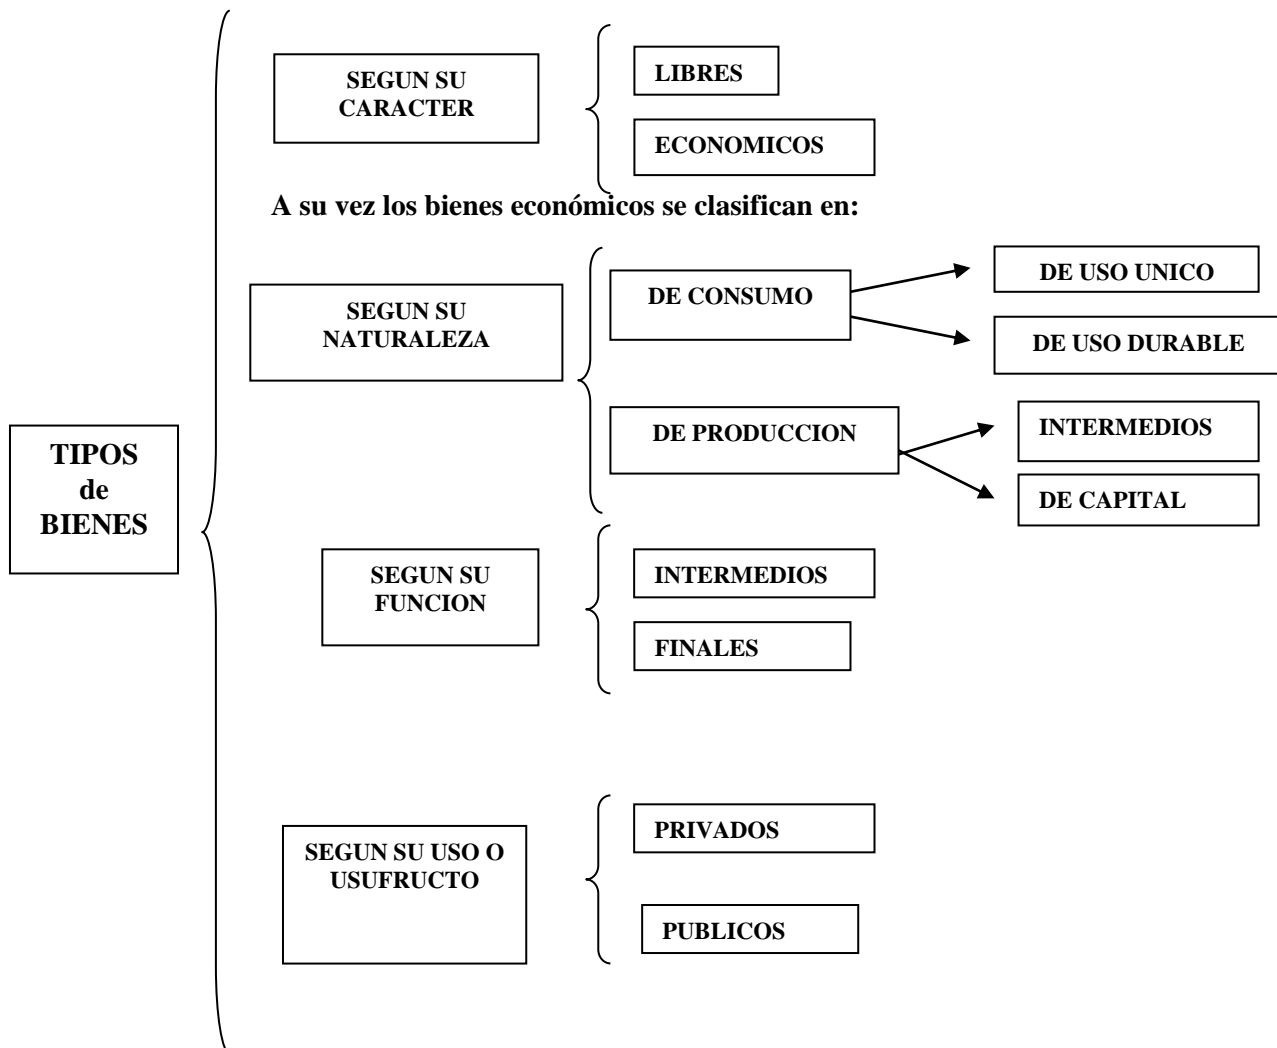 SEGUN SU
CARACTER
LIBRES
ECONOMICOS
A su vez los bienes económicos se clasifican en:
SEGUN SU
NATURALEZA
DE CONSUMO
DE USO UNICO
DE USO DURABLE
DE PRODUCCION
INTERMEDIOS
DE CAPITAL
TIPOS
de
BIENES
SEGUN SU
FUNCION
INTERMEDIOS
FINALES
SEGUN SU USO O
USUFRUCTO
PRIVADOS
PUBLICOS